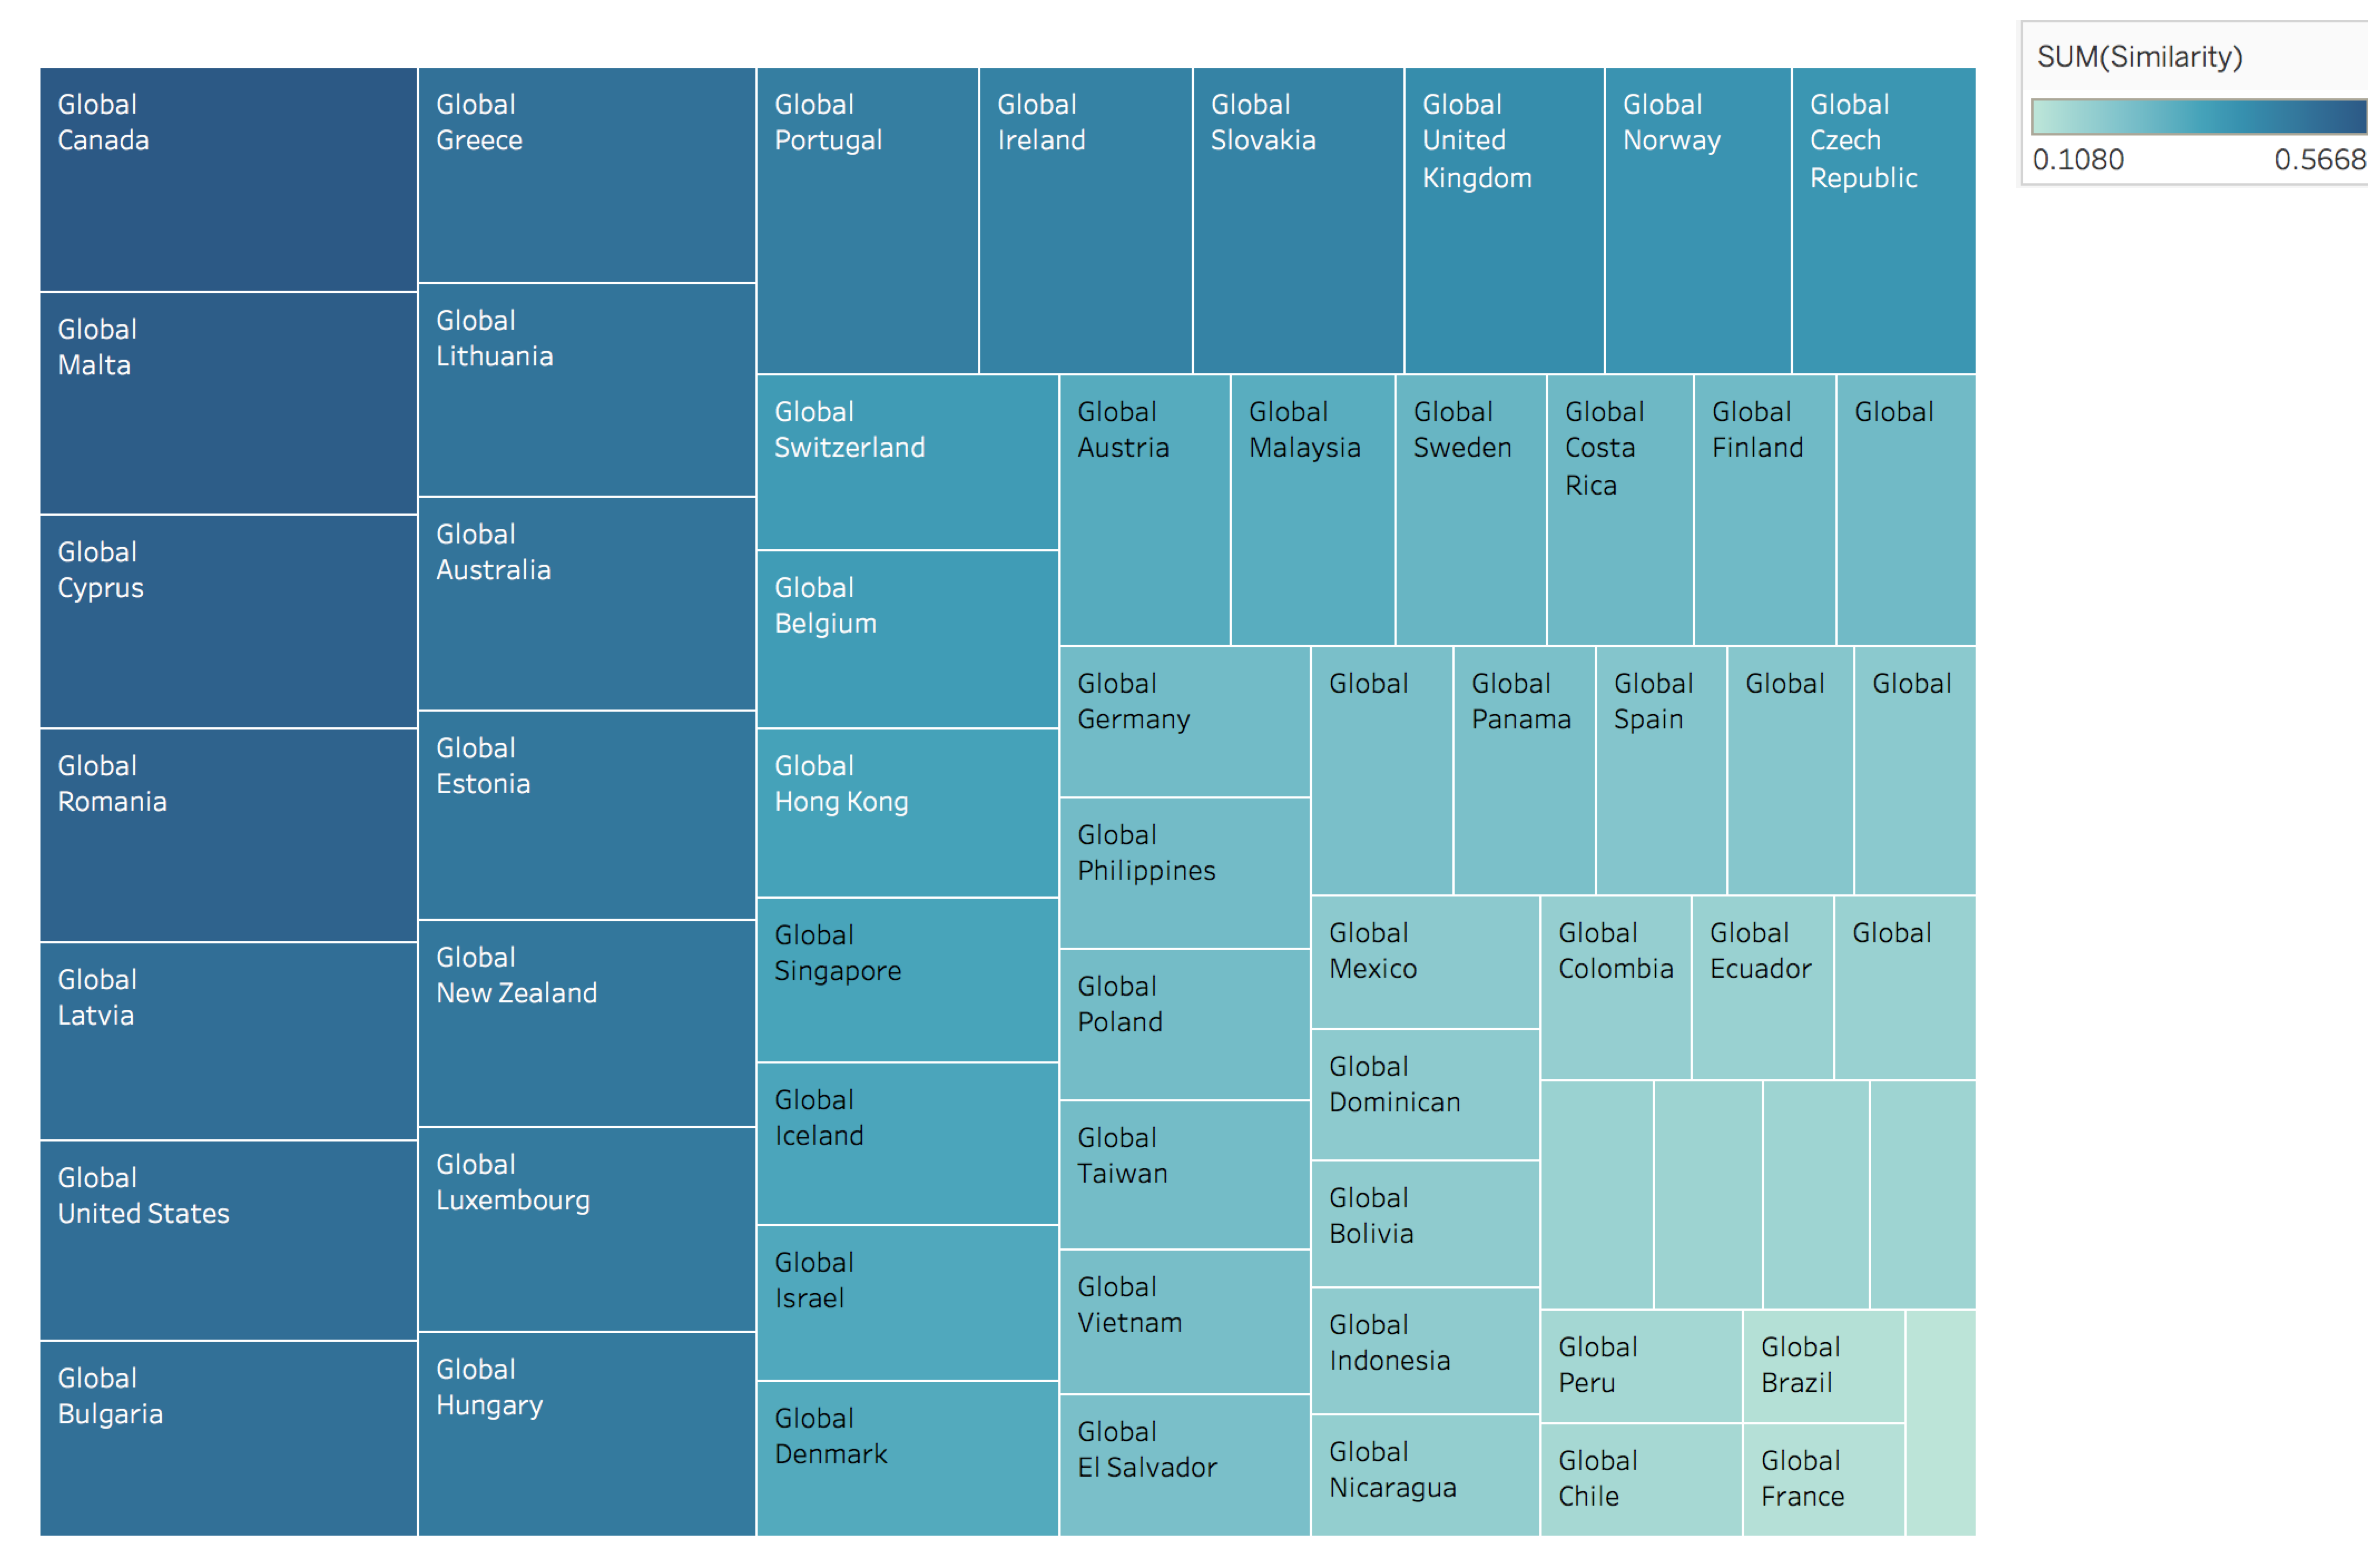 SUM(Similarity)
0.1080 0.5668
Global
Canada
Global
Malta
Global
Cyprus
Global
Romania
Global
Latvia
Global
United States
Global
Bulgaria
Global
Greece
Global
Lithuania
Global
Australia
Global
Estonia
Global
New Zealand
Global
Luxembourg
Global
Hungary
Global
Portugal
Global
Ireland
Global
Slovakia
Global
United
Kingdom
Global
Norway
Global
Czech
Republic
Global
Switzerland
Global
Belgium
Global
Hong Kong
Global
Singapore
Global
Iceland
Global
Israel
Global
Denmark
Global
Austria
Global
Malaysia
Global
Sweden
Global
Costa
Rica
Global
Finland
Global
Global
Germany
Global
Philippines
Global
Poland
Global
Taiwan
Global
Vietnam
Global
El Salvador
Global
Global
Panama
Global
Spain
Global
Global
Global
Mexico
Global
Dominican
Global
Bolivia
Global
Indonesia
Global
Nicaragua
Global
Colombia
Global
Ecuador
Global
Global
Peru
Global
Chile
Global
Brazil
Global
France